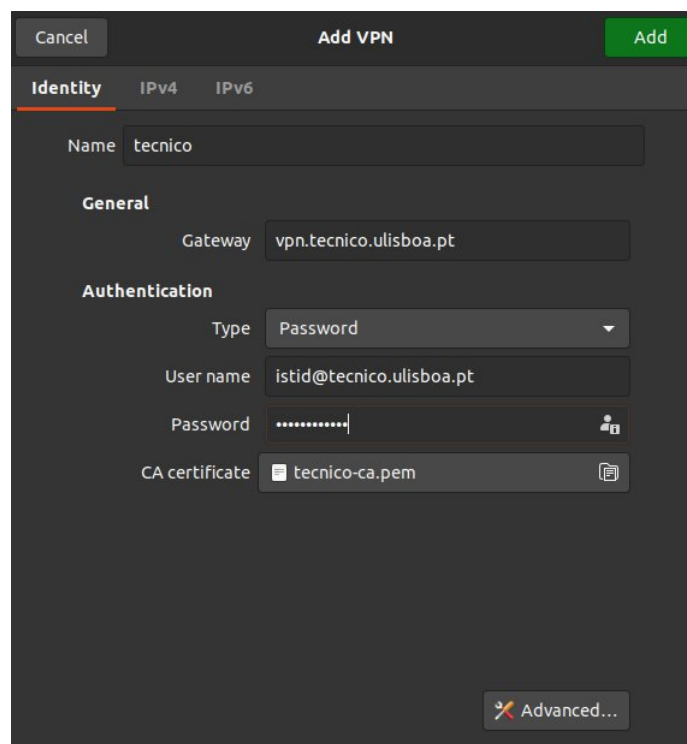 Cancel Add VPN Add
Identity IPv4 IPv6
Name tecnico
General
Gateway vpn.tecnico.ulisboa.pt
Authentication
Type Password
User name istid@tecnico.ulisboa.pt
Password ••••••••••••
CA certificate tecnico-ca.pem
Advanced...